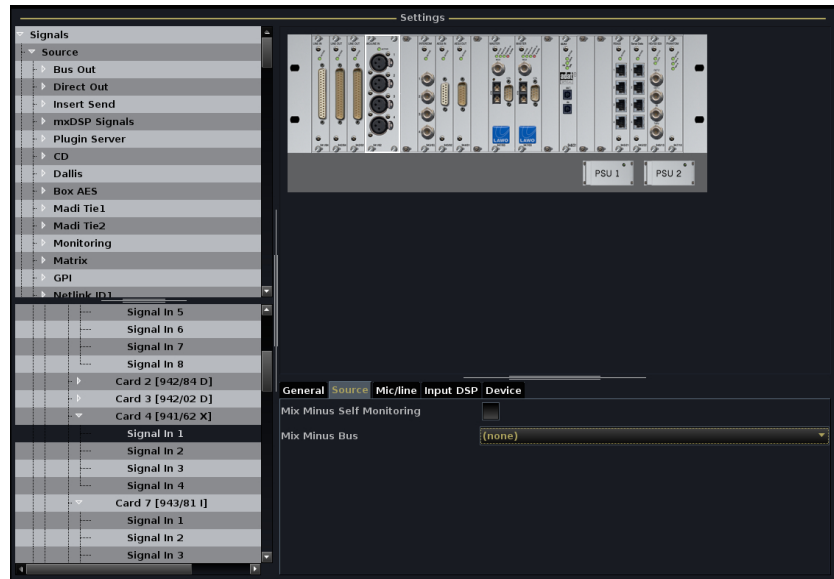 Settings
Signals
Source
Bus Out
Direct Out
Insert Send
mxDSP Signals
Plugin Server
CD
Dallis
Box AES
Madi Tie1
Madi Tie2
Monitoring
Matrix
GPI
Netlink ID1
Signal In 5
Signal In 6
Signal In 7
Signal In 8
Card 2 [942/84 D]
Card 3 [942/02 D]
Card 4 [941/62 X]
Signal In 1
Signal In 2
Signal In 3
Signal In 4
Card 7 [943/81 I]
Signal In 1
Signal In 2
Signal In 3
LAWO
LAWO
adat
PSU 1
PSU 2
General Source Mic/line Input DSP Device
Mix Minus Self Monitoring
Mix Minus Bus
(none)